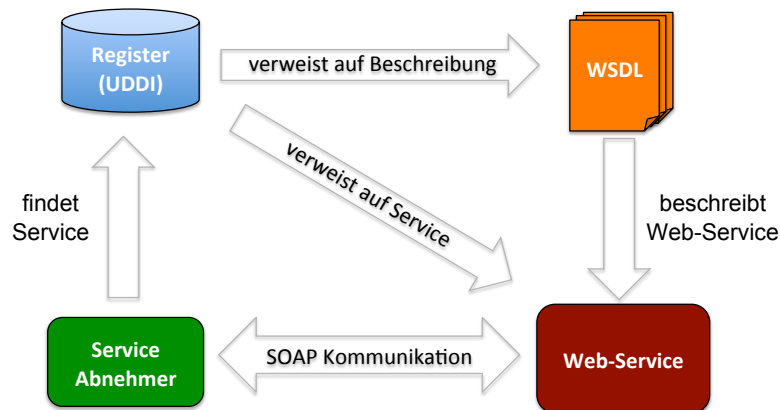 Register
(UDDI)
verweist auf Beschreibung
WSDL
verweist auf Service
findet
Service
beschreibt
Web-Service
Service
Abnehmer
SOAP Kommunikation
Web-Service